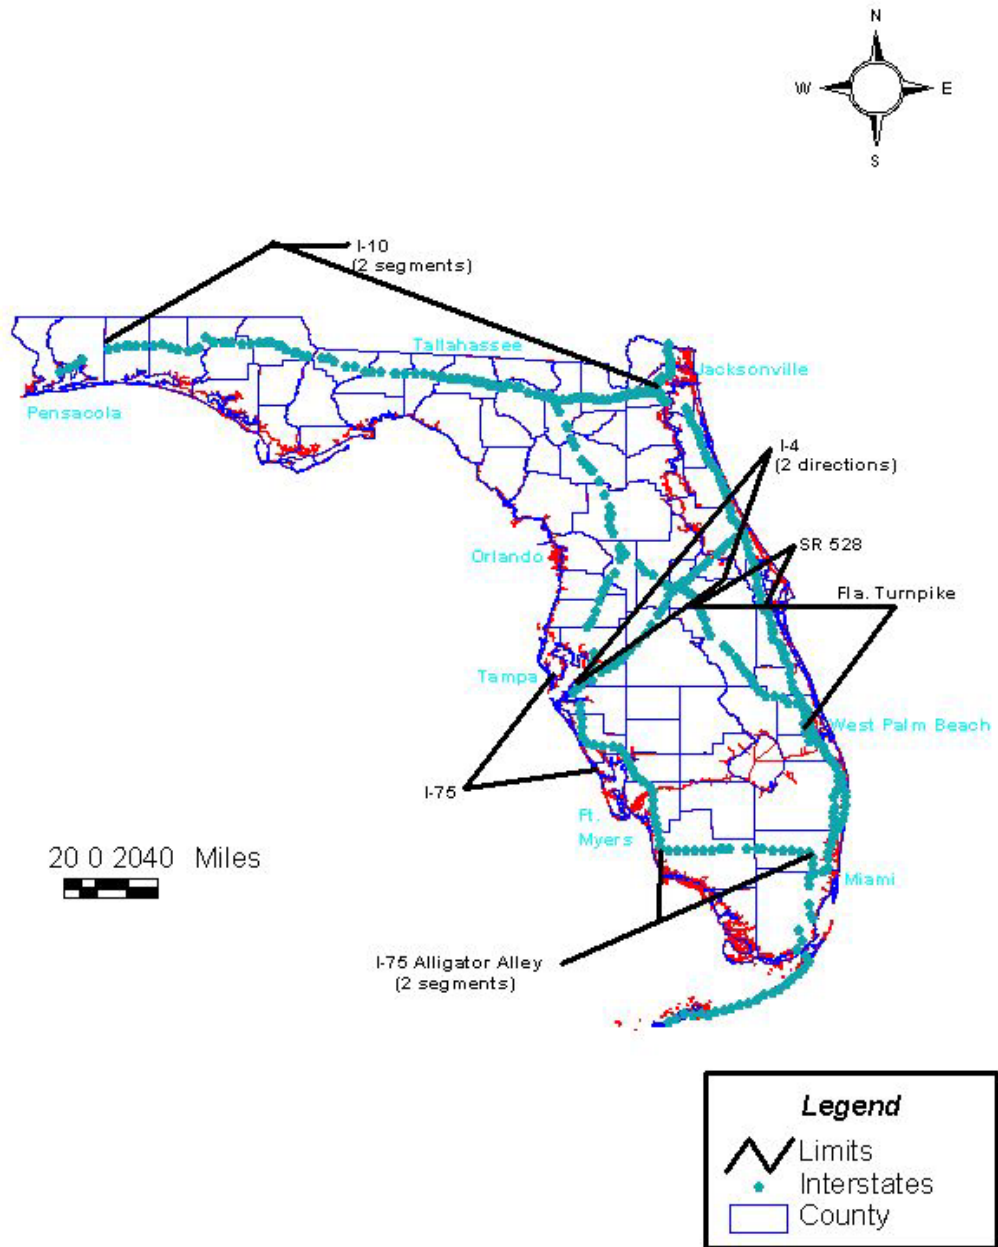 N
W E
S
I-10
(2 segments)
Tallahassee
Jacksonville
Pensacola
I-4
(2 directions)
SR 528
Orlando
Fla. Turnpike
Tampa
West Palm Beach
I-75
Ft.
Myers
20 0 2040 Miles
Miami
I-75 Alligator Alley
(2 segments)
Legend
Limits
Interstates
County